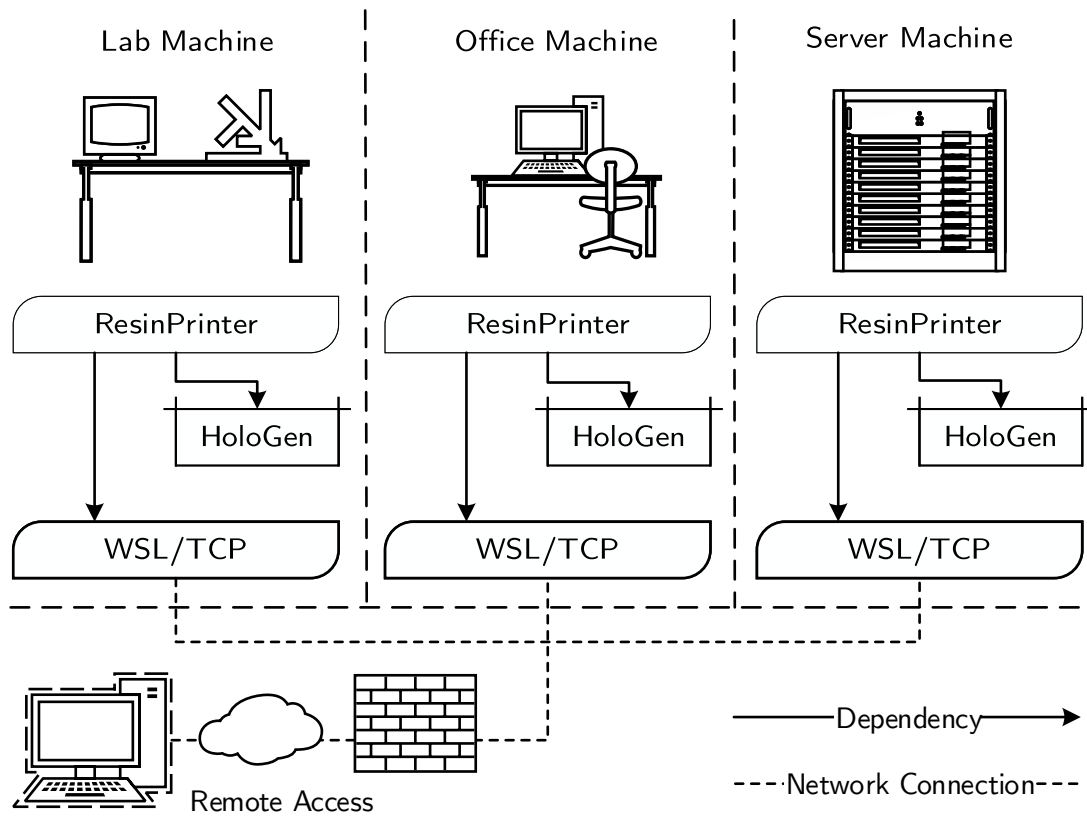 Lab Machine
Office Machine
Server Machine
ResinPrinter
ResinPrinter
ResinPrinter
HoloGen
HoloGen
HoloGen
WSL/TCP
WSL/TCP
WSL/TCP
Dependency
Network Connection
Remote Access